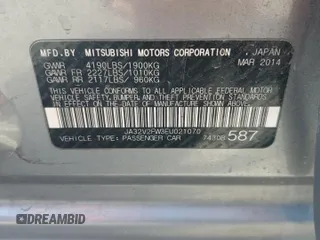 MFD.BY MITSUBISHI MOTORS CORPORATION , JAPAN
GVWR 4190LBS/1900KG MAR 2014
GAWR FR 2227LBS/1010KG
GAWR RR 2117LBS/ 960KG
THIS VEHICLE CONFORMS TO ALL APPLICABLE
FEDERAL MOTOR VEHICLE
SAFETY, BUMPER, AND THEFT PREVENTION STANDARDS
IN EFFECT ON THE DATE OF MANUFACTURE SHOWN ABOVE.
JA32V2FW3EU021070
VEHICLE TYPE: PASSENGER CAR 587
DREAMBID